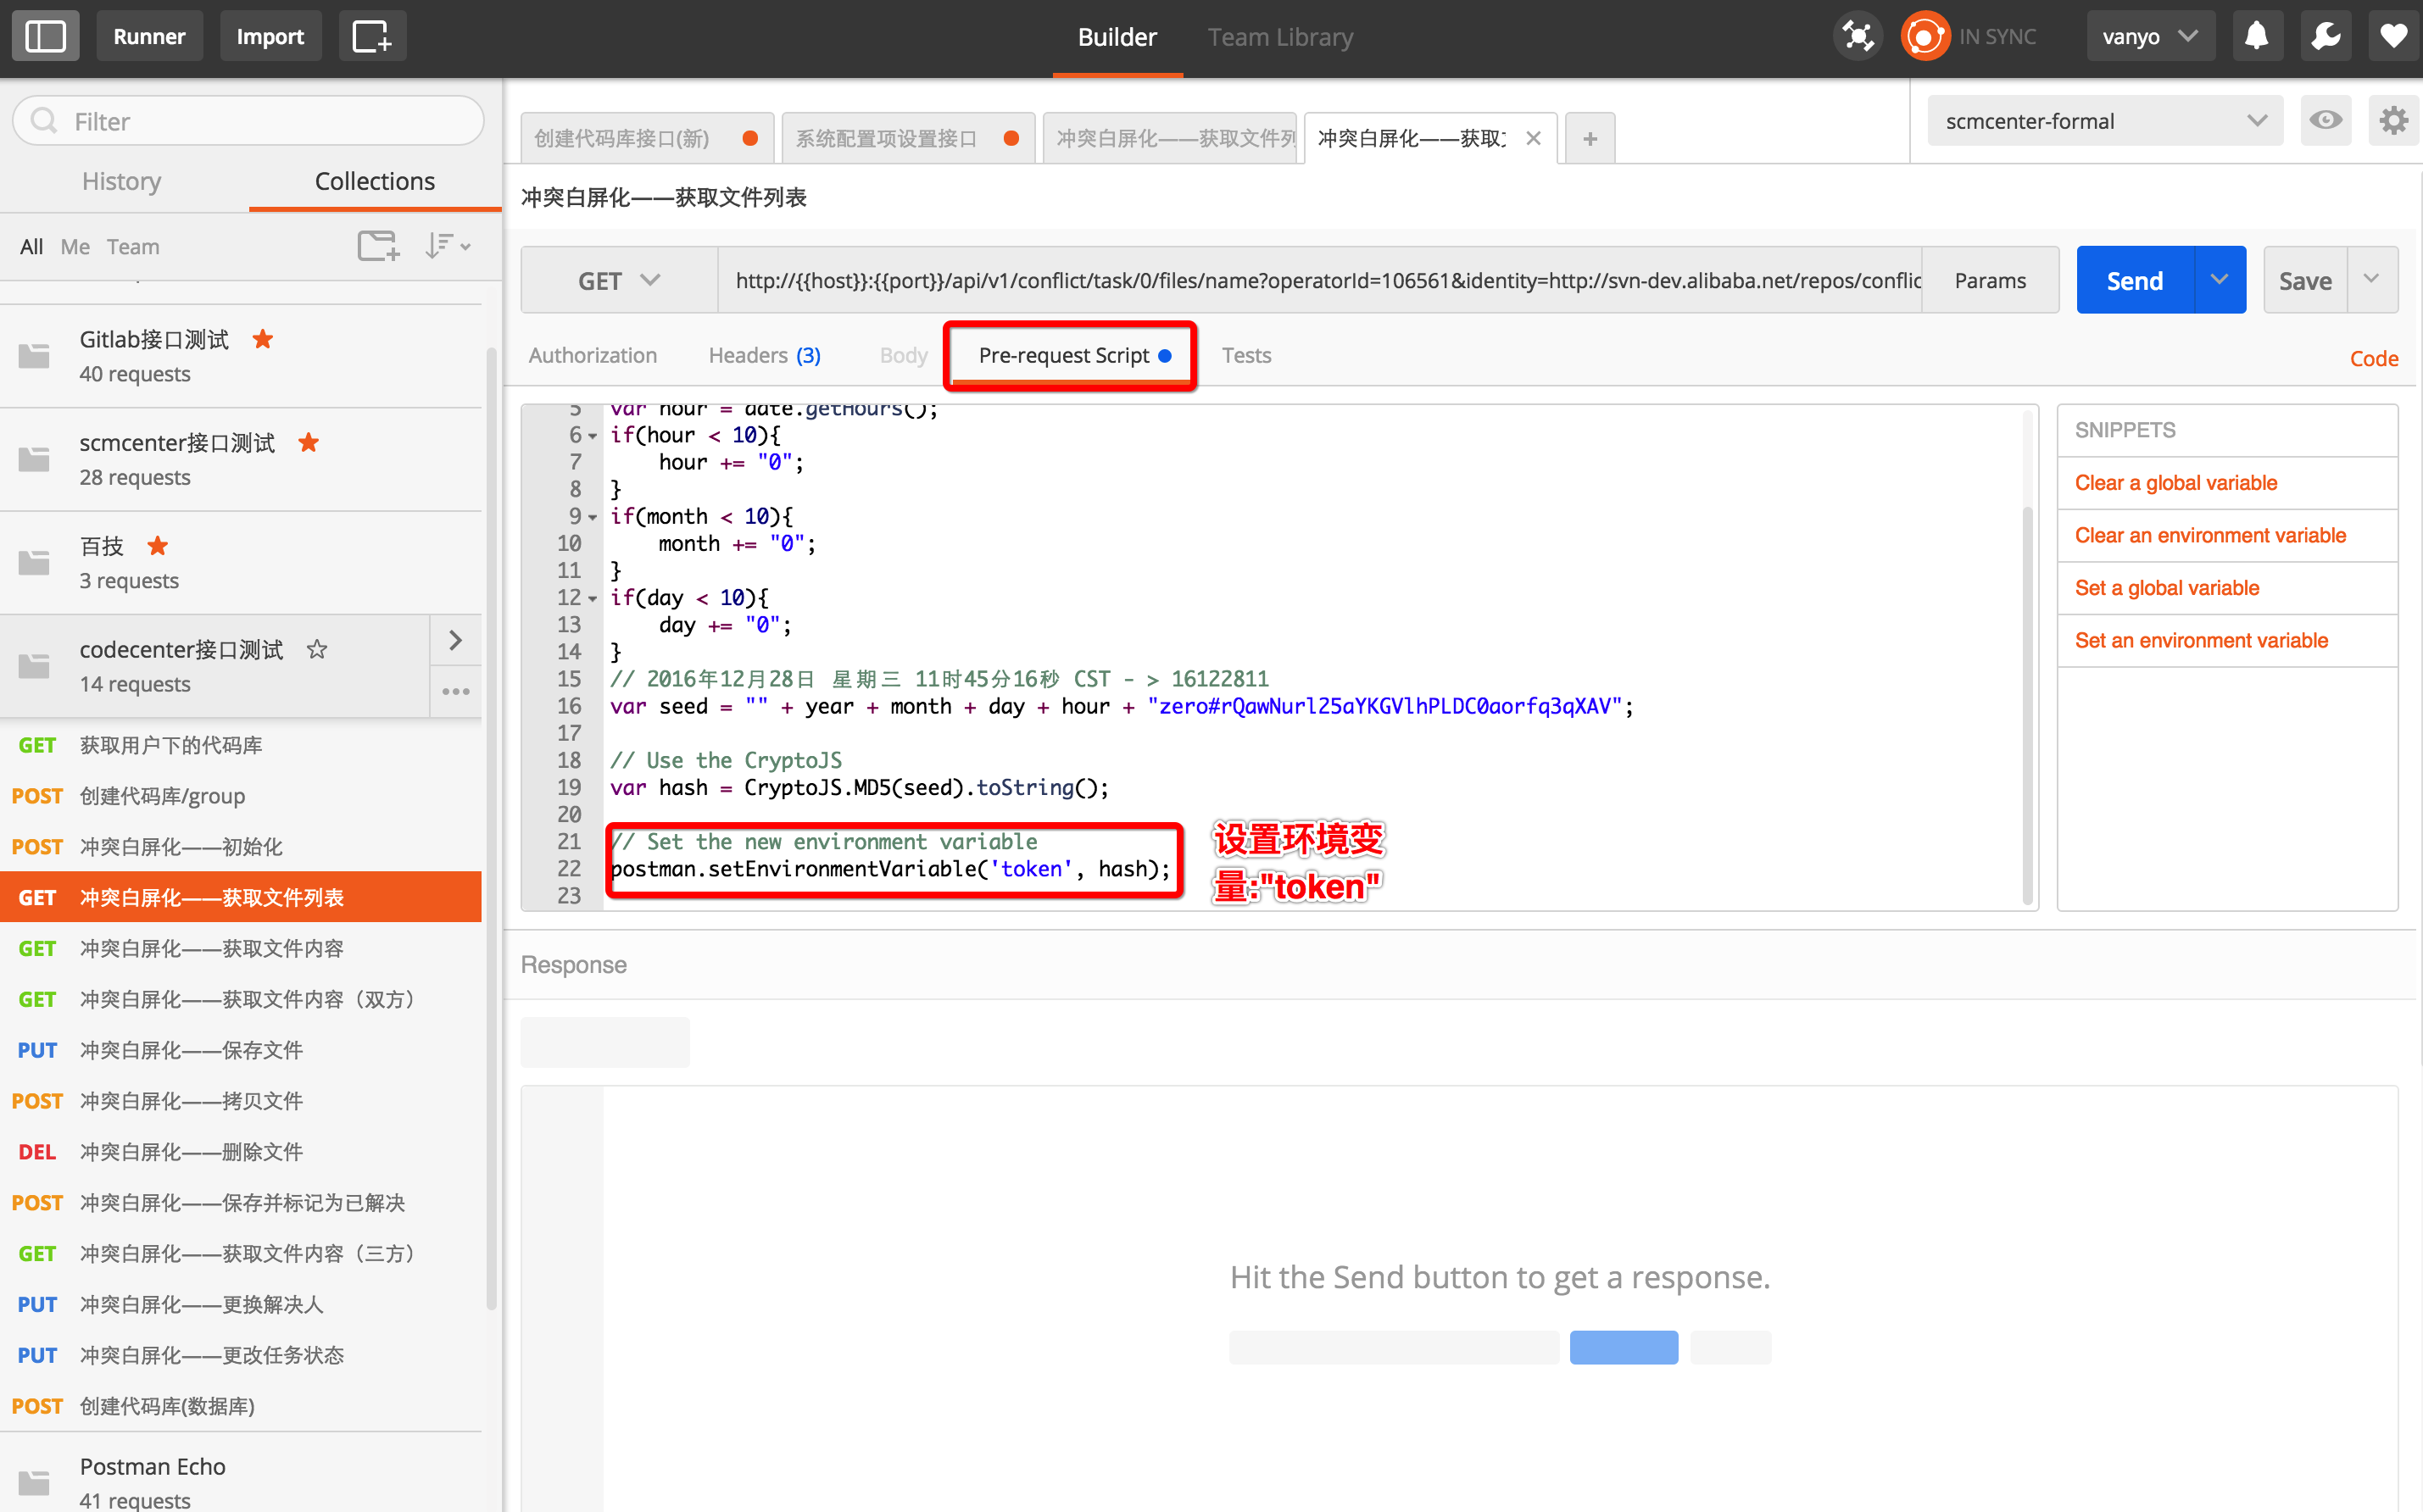 Runner
Import
Builder
Team Library
IN SYNC
vanyo
Filter
History
Collections
All Me Team
Gitlab接口测试
40 requests
scmcenter接口测试
28 requests
百技
3 requests
codecenter接口测试
14 requests
GET 获取用户下的代码库
POST 创建代码库/group
POST 冲突白屏化——初始化
GET 冲突白屏化——获取文件列表
GET 冲突白屏化——获取文件内容
GET 冲突白屏化——获取文件内容（双方）
PUT 冲突白屏化——保存文件
POST 冲突白屏化——拷贝文件
DEL 冲突白屏化——删除文件
POST 冲突白屏化——保存并标记为已解决
GET 冲突白屏化——获取文件内容（三方）
PUT 冲突白屏化——更换解决人
PUT 冲突白屏化——更改任务状态
POST 创建代码库(数据库)
Postman Echo
41 requests
创建代码库接口(新)
系统配置项设置接口
冲突白屏化——获取文件列
冲突白屏化——获取
scmcenter-formal
冲突白屏化——获取文件列表
GET
http://{{host}}:{{port}}/api/v1/conflict/task/0/files/name?operatorId=106561&identity=http://svn-dev.alibaba.net/repos/conflic
Params
Send
Save
Authorization
Headers (3)
Body
Pre-request Script
Tests
Code
5 var hour = date.getHours();
6 if(hour < 10){
7 hour += "0";
8 }
9 if(month < 10){
10 month += "0";
11 }
12 if(day < 10){
13 day += "0";
14 }
15 // 2016年12月28日 星期三 11时45分16秒 CST - > 16122811
16 var seed = "" + year + month + day + hour + "zero#rQawNurl25aYKGVlhPLDC0aorfq3qXAV";
17
18 // Use the CryptoJS
19 var hash = CryptoJS.MD5(seed).toString();
20
21 // Set the new environment variable
22 postman.setEnvironmentVariable('token', hash);
23
设置环境变
量:"token"
SNIPPETS
Clear a global variable
Clear an environment variable
Set a global variable
Set an environment variable
Response
Hit the Send button to get a response.